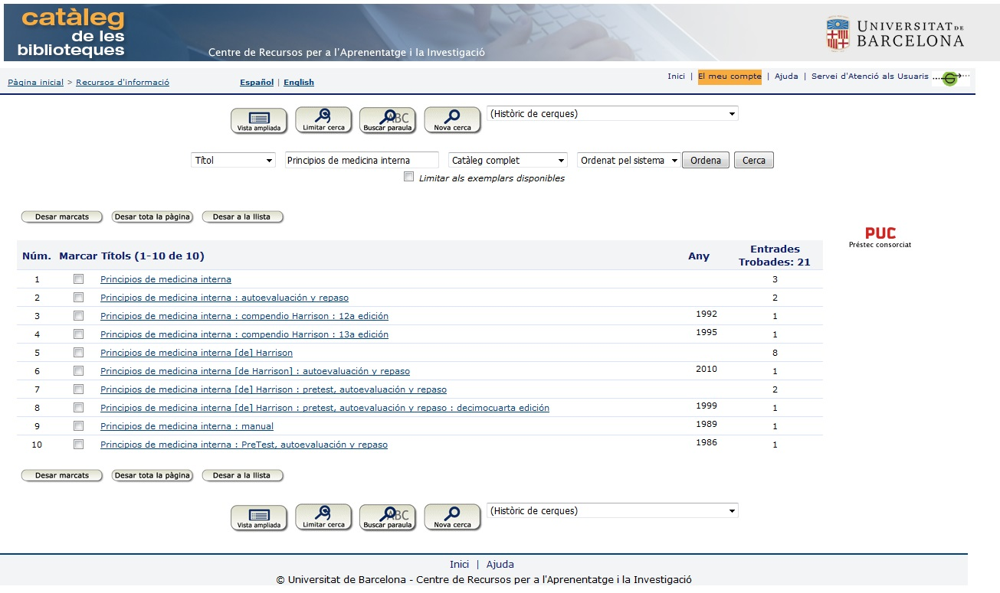 catàleg
de les
biblioteques
Centre de Recursos per a l'Aprenentatge i la Investigació
UNIVERSITAT DE
BARCELONA
Pàgina inicial > Recursos d'informació Español | English Inici | El meu compte | Ajuda | Servei d'Atenció als Usuaris
Vista ampliada Limitar cerca ABC Buscar paraula Nova cerca (Històric de cerques)
Títol Principios de medicina interna Catàleg complet Ordenat pel sistema Ordena Cerca
Limitar als exemplars disponibles
Desar marcats Desar tota la pàgina Desar a la llista
PUC
Préstec consorciat
Núm. Marcar Títols (1-10 de 10) Any Entrades Trobades: 21
1 Principios de medicina interna 3
2 Principios de medicina interna : autoevaluación y repaso 2
3 Principios de medicina interna : compendio Harrison : 12a edición 1992 1
4 Principios de medicina interna : compendio Harrison : 13a edición 1995 1
5 Principios de medicina interna [de] Harrison 8
6 Principios de medicina interna [de Harrison] : autoevaluación y repaso 2010 1
7 Principios de medicina interna [de] Harrison : pretest, autoevaluación y repaso 2
8 Principios de medicina interna [de] Harrison : pretest, autoevaluación y repaso : decimocuarta edición 1999 1
9 Principios de medicina interna : manual 1989 1
10 Principios de medicina interna : PreTest, autoevaluación y repaso 1986 1
Desar marcats Desar tota la pàgina Desar a la llista
Vista ampliada Limitar cerca ABC Buscar paraula Nova cerca (Històric de cerques)
Inici | Ajuda
© Universitat de Barcelona - Centre de Recursos per a l'Aprenentatge i la Investigació